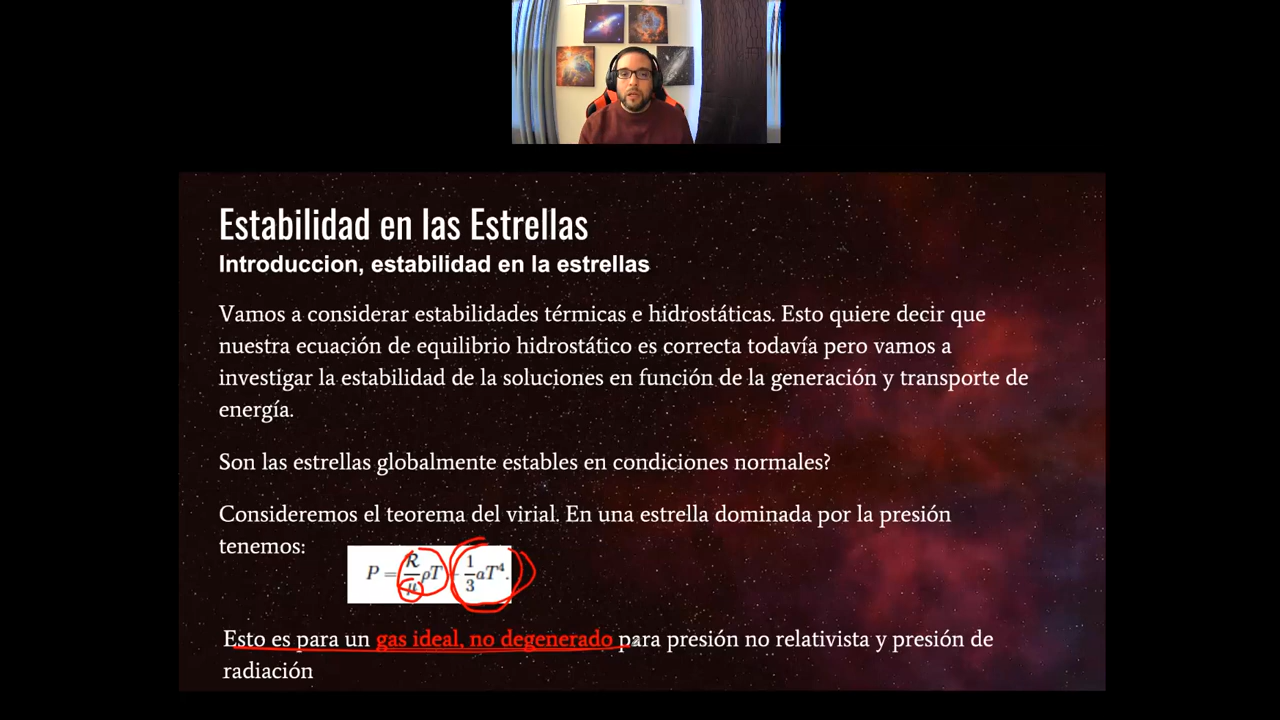 Estabilidad en las Estrellas
Introduccion, estabilidad en la estrellas
Vamos a considerar estabilidades térmicas e hidrostáticas. Esto quiere decir que
nuestra ecuación de equilibrio hidrostático es correcta todavía pero vamos a
investigar la estabilidad de la soluciones en función de la generación y transporte de
energía.
Son las estrellas globalmente estables en condiciones normales?
Consideremos el teorema del virial. En una estrella dominada por la presión
tenemos:
P = R/μ ρT + 1/3 aT⁴.
Esto es para un gas ideal, no degenerado para presión no relativista y presión de
radiación